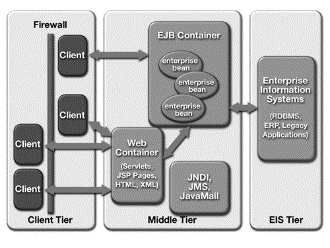 Firewall
Client
Client
Client
Client
Client Tier
EJB Container
enterprise
bean
enterprise
bean
enterprise
bean
Web
Container
(Servlets,
JSP Pages,
HTML, XML)
JNDI,
JMS,
JavaMail
Middle Tier
Enterprise
Information
Systems
(RDBMS,
ERP, Legacy
Applications)
EIS Tier